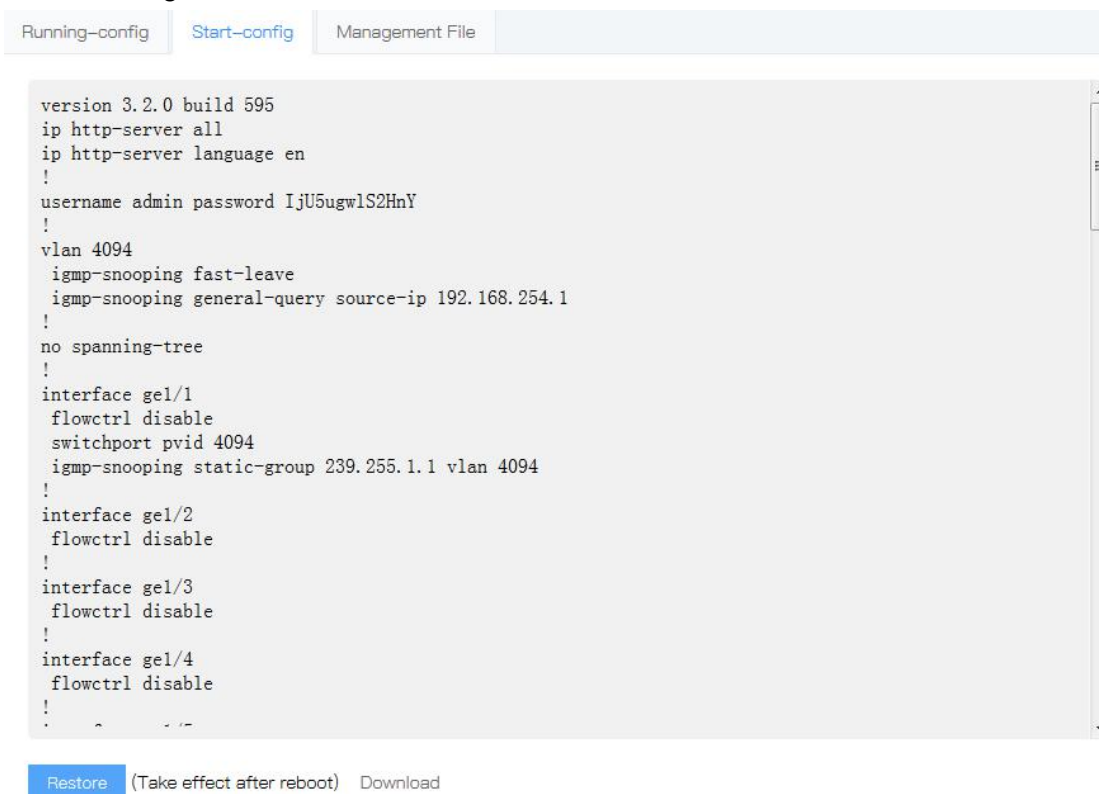 Running-config Start-config Management File
version 3.2.0 build 595
ip http-server all
ip http-server language en
!
username admin password IjU5ugwlS2HnY
!
vlan 4094
igmp-snooping fast-leave
igmp-snooping general-query source-ip 192.168.254.1
!
no spanning-tree
!
interface ge1/1
flowctrl disable
switchport pvid 4094
igmp-snooping static-group 239.255.1.1 vlan 4094
!
interface ge1/2
flowctrl disable
!
interface ge1/3
flowctrl disable
!
interface ge1/4
flowctrl disable
!
Restore (Take effect after reboot) Download